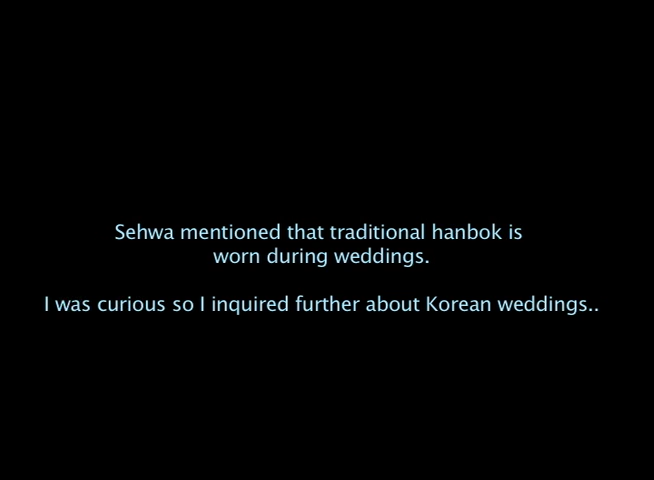 Sehwa mentioned that traditional hanbok is
worn during weddings.
I was curious so I inquired further about Korean weddings..